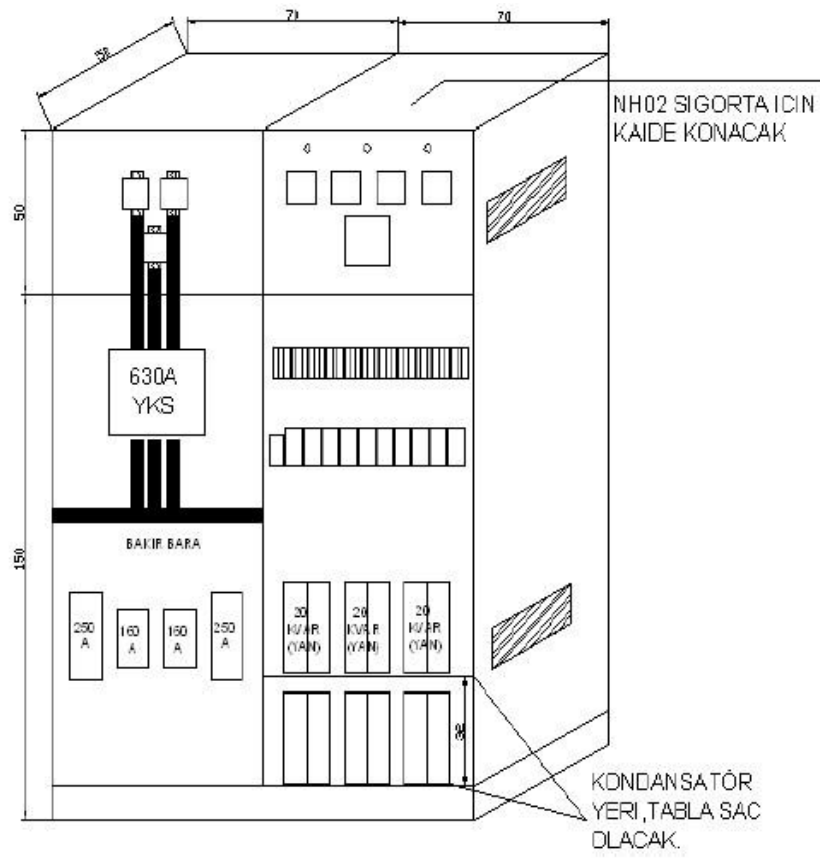 70
70
50
NH02 SIGORTA ICIN
KAIDE KONACAK
50
630A
YKS
BAKIR BARA
150
250
A
160
A
160
A
250
A
20
KVAR
(YAN)
20
KVAR
(YAN)
20
KVAR
(YAN)
KONDANSATÖR
YERI,TABLA SAC
OLACAK.